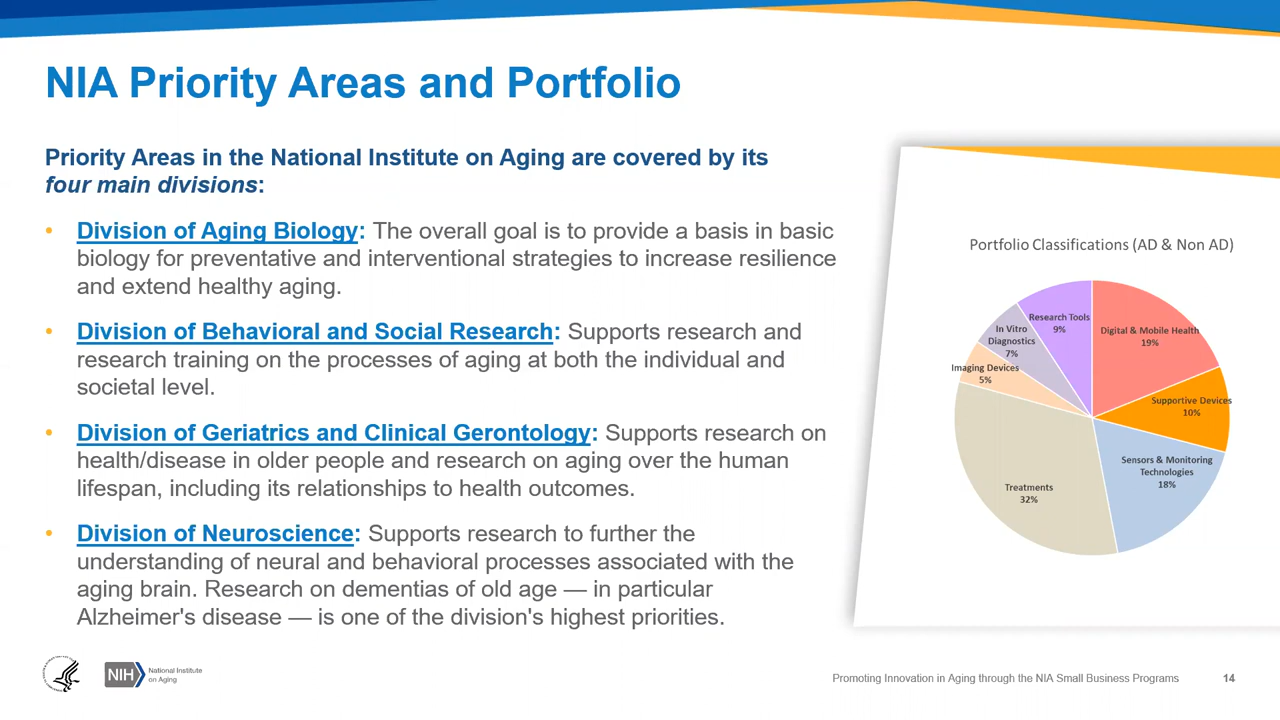 NIA Priority Areas and Portfolio
Priority Areas in the National Institute on Aging are covered by its
four main divisions:
• Division of Aging Biology: The overall goal is to provide a basis in basic
biology for preventative and interventional strategies to increase resilience
and extend healthy aging.
• Division of Behavioral and Social Research: Supports research and
research training on the processes of aging at both the individual and
societal level.
• Division of Geriatrics and Clinical Gerontology: Supports research on
health/disease in older people and research on aging over the human
lifespan, including its relationships to health outcomes.
• Division of Neuroscience: Supports research to further the
understanding of neural and behavioral processes associated with the
aging brain. Research on dementias of old age — in particular
Alzheimer's disease — is one of the division's highest priorities.
Portfolio Classifications (AD & Non AD)
Digital & Mobile Health
19%
Supportive Devices
10%
Sensors & Monitoring
Technologies
18%
Treatments
32%
Imaging Devices
5%
In Vitro
Diagnostics
7%
Research Tools
9%
NIH
National Institute
on Aging
Promoting Innovation in Aging through the NIA Small Business Programs
14